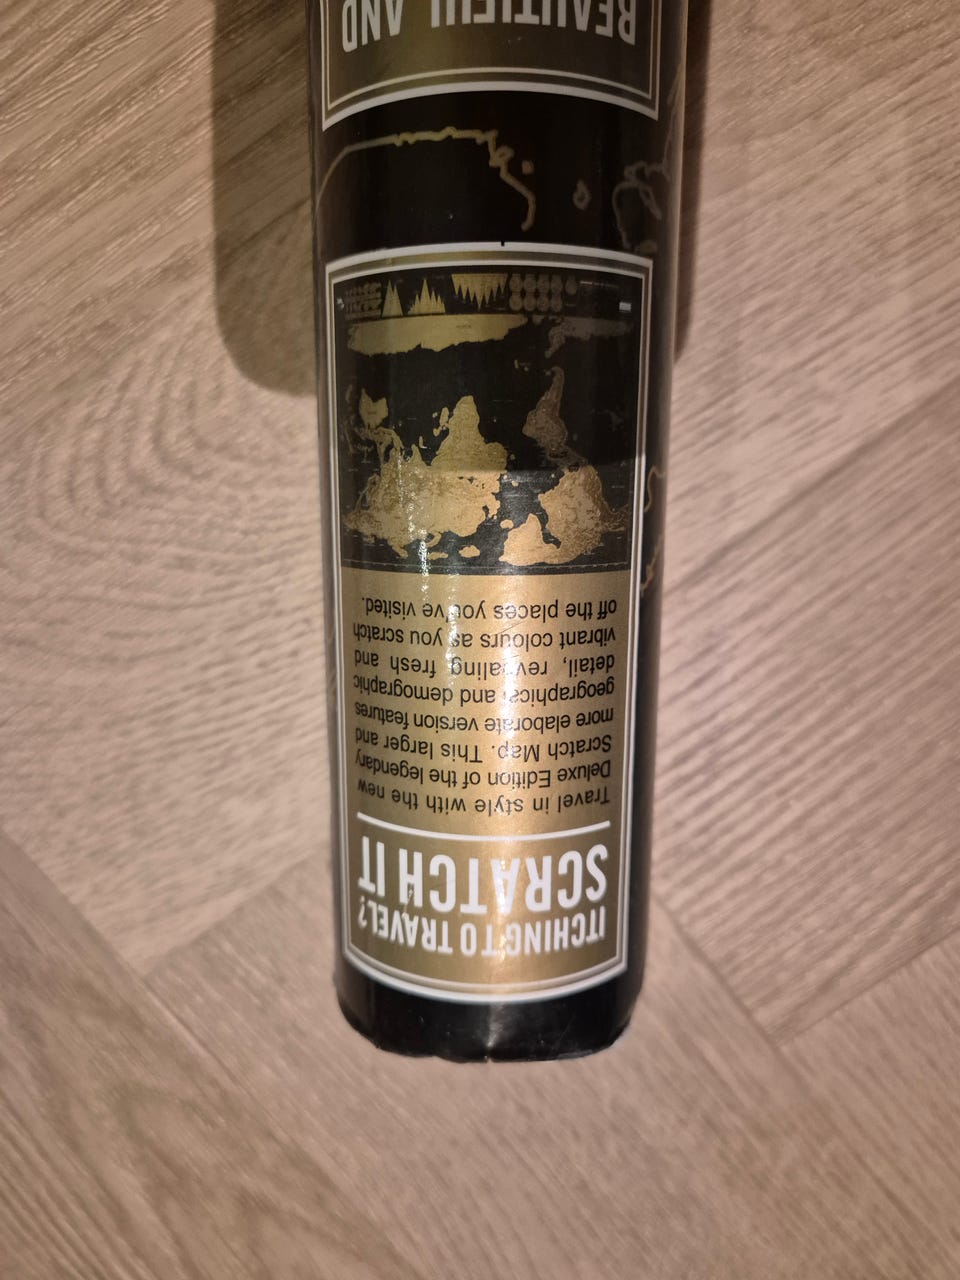 ITCHING TO TRAVEL?
SCRATCH IT
Travel in style with the new
Deluxe Edition of the legendary
Scratch Map. This larger and
more elaborate version features
geographical and demographic
detail, revealing fresh and
vibrant colours as you scratch
off the places you've visited.
BEAUTIFUL AND